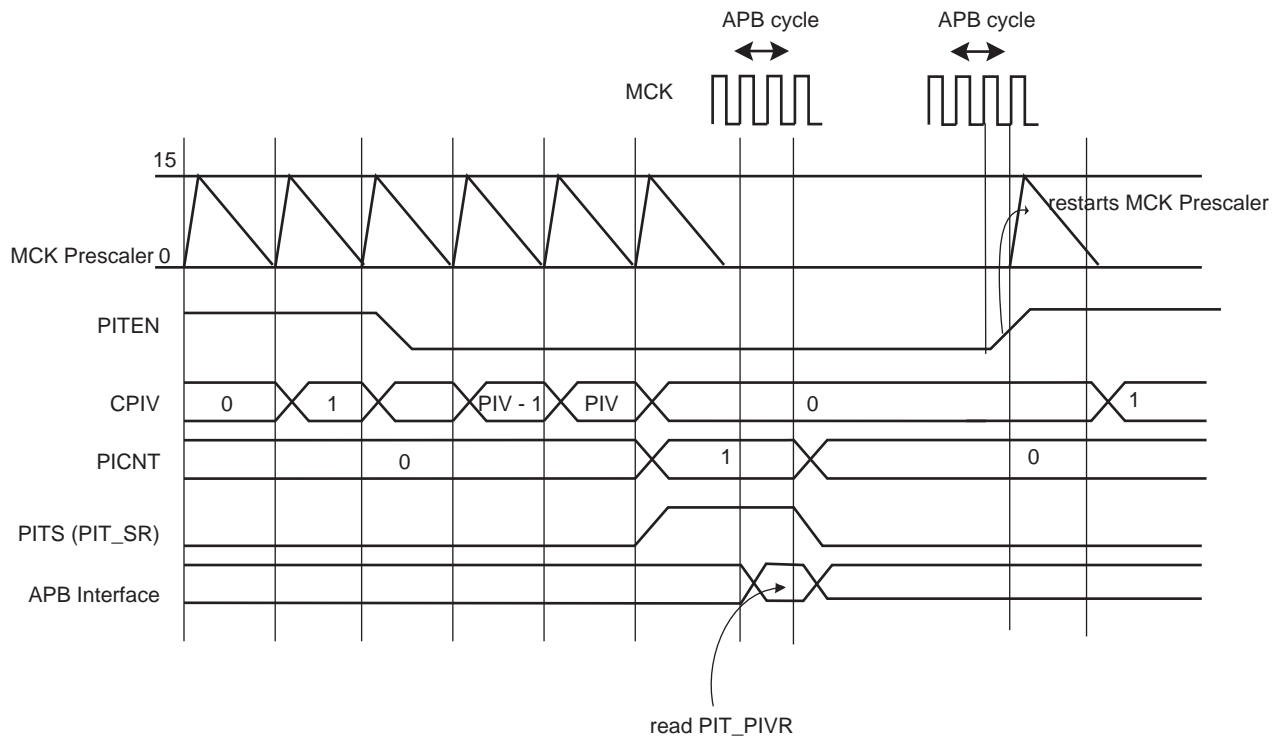 APB cycle APB cycle
MCK
15
restarts MCK Prescaler
MCK Prescaler 0
PITEN
CPIV 0 1 PIV - 1 PIV 0 1
PICNT 0 1 0
PITS (PIT_SR)
APB Interface
read PIT_PIVR